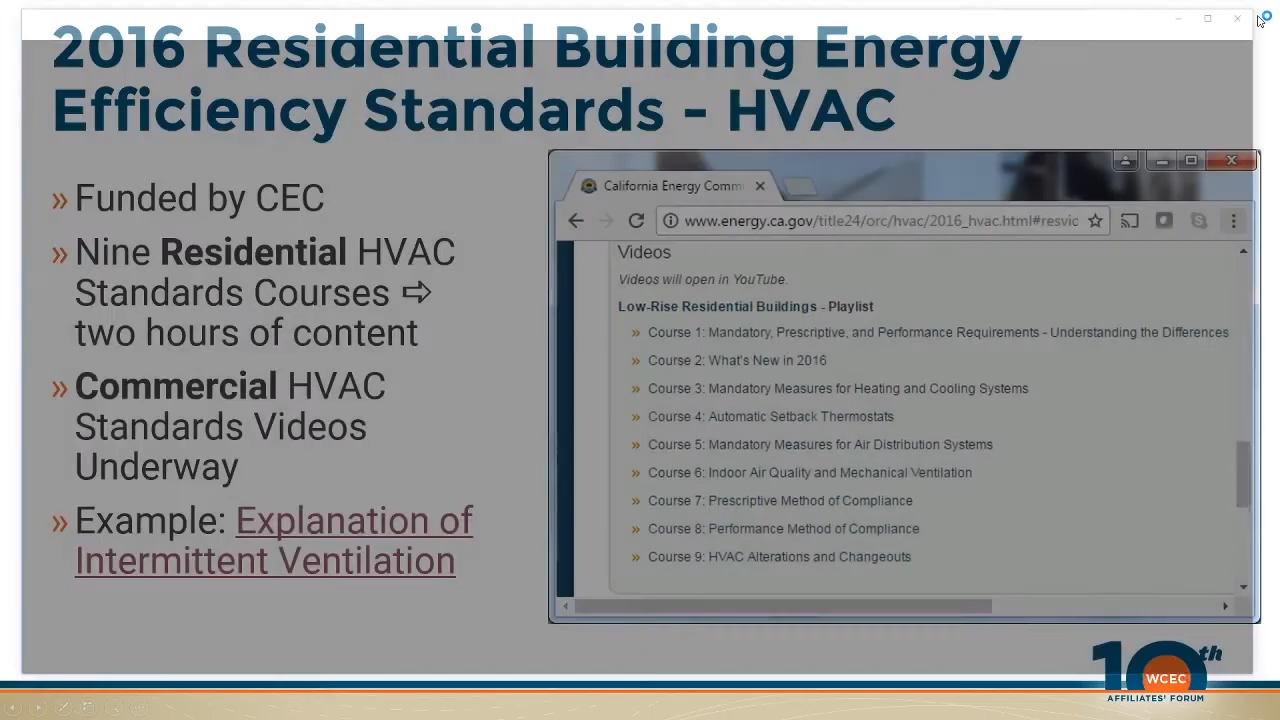 2016 Residential Building Energy
Efficiency Standards - HVAC
» Funded by CEC
» Nine Residential HVAC
Standards Courses ⇨
two hours of content
» Commercial HVAC
Standards Videos
Underway
» Example: Explanation of
Intermittent Ventilation
California Energy Comm
www.energy.ca.gov/title24/orc/hvac/2016_hvac.html#resvic
Videos
Videos will open in YouTube.
Low-Rise Residential Buildings - Playlist
» Course 1: Mandatory, Prescriptive, and Performance Requirements - Understanding the Differences
» Course 2: What's New in 2016
» Course 3: Mandatory Measures for Heating and Cooling Systems
» Course 4: Automatic Setback Thermostats
» Course 5: Mandatory Measures for Air Distribution Systems
» Course 6: Indoor Air Quality and Mechanical Ventilation
» Course 7: Prescriptive Method of Compliance
» Course 8: Performance Method of Compliance
» Course 9: HVAC Alterations and Changeouts
10th
WCEC
AFFILIATES' FORUM